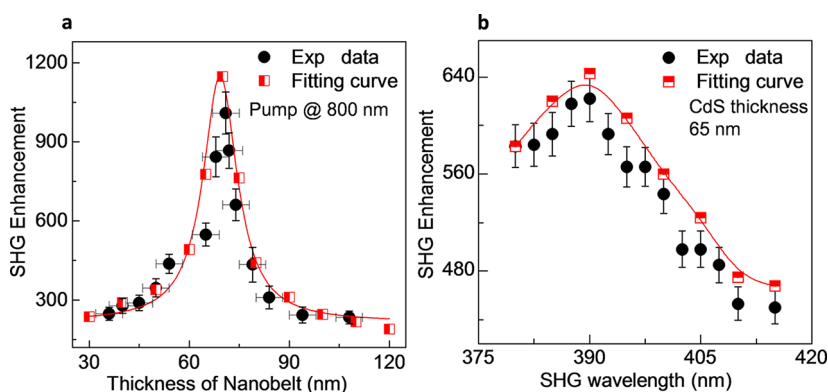 a
Exp data
Fitting curve
Pump @ 800 nm
SHG Enhancement
1200
900
600
300
30
60
90
120
Thickness of Nanobelt (nm)
b
Exp data
Fitting curve
CdS thickness
65 nm
SHG Enhancement
640
560
480
375
390
405
420
SHG wavelength (nm)